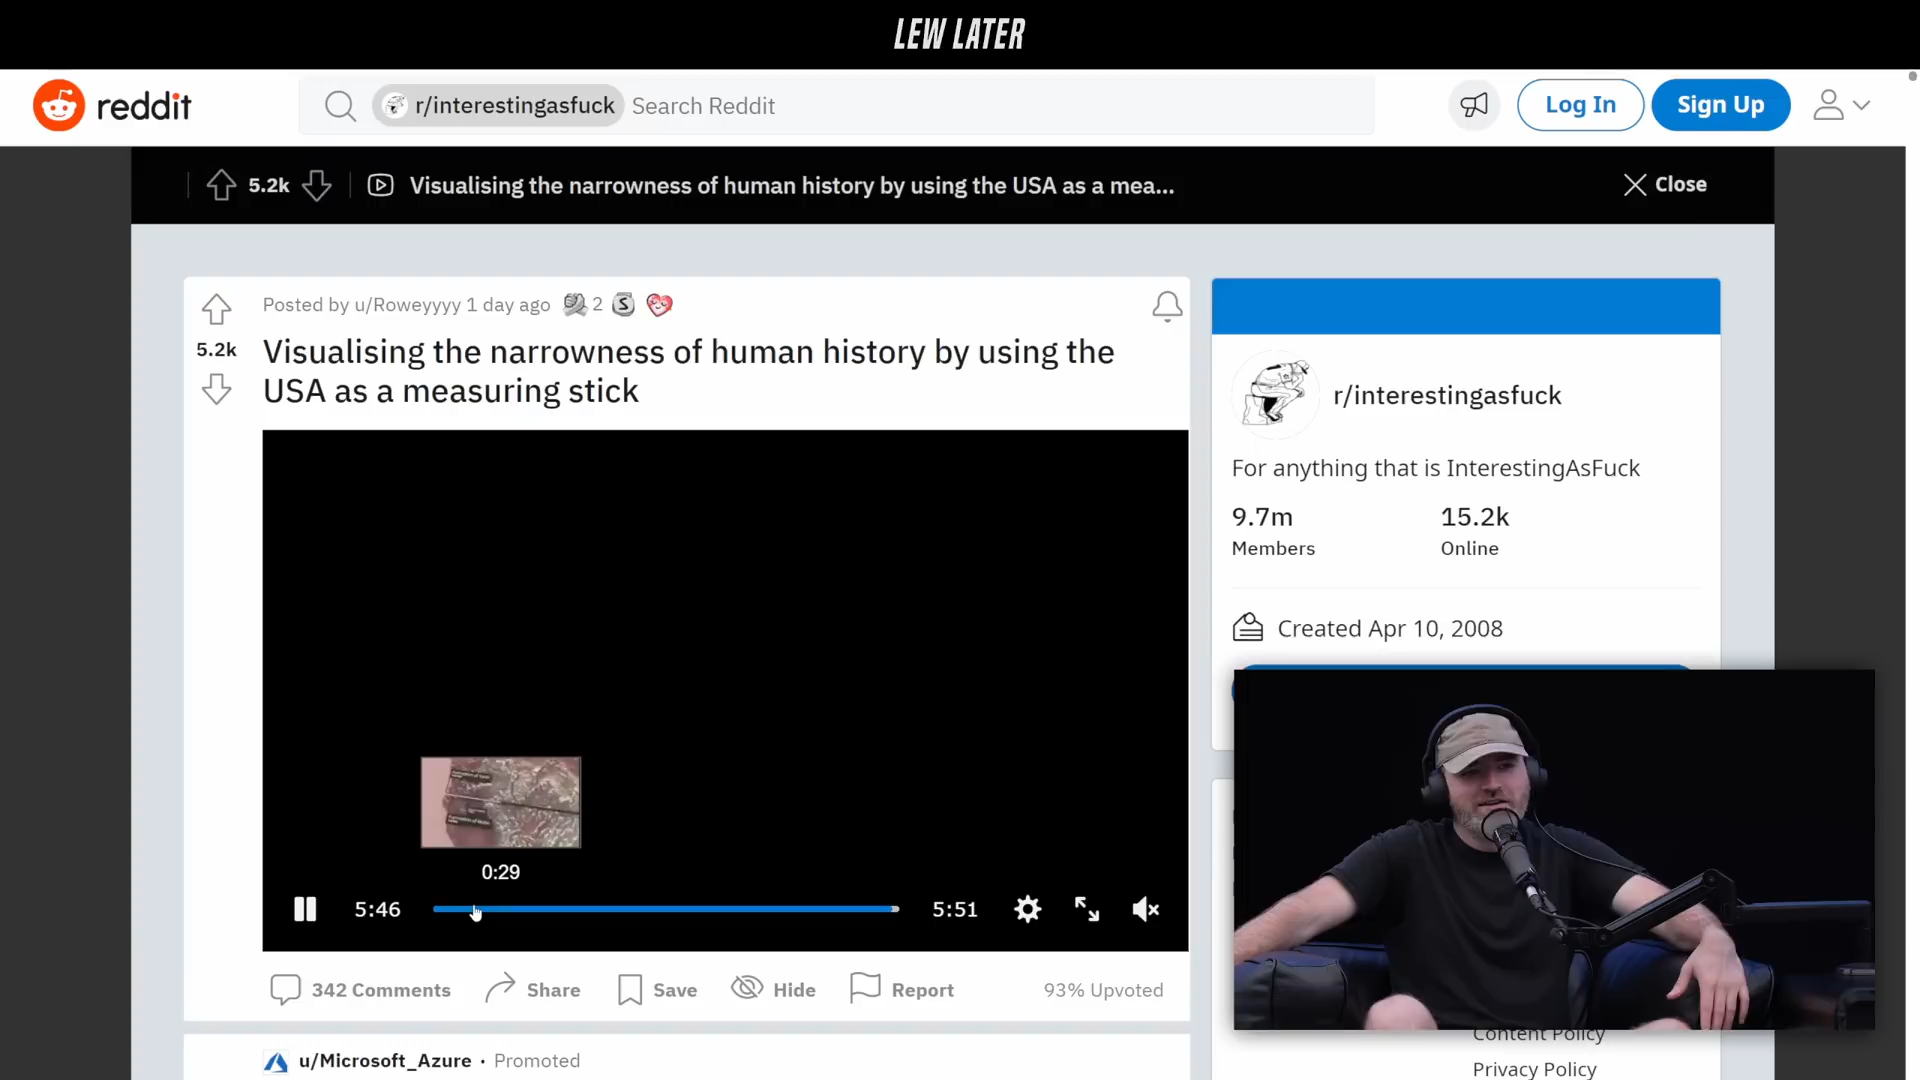 LEW LATER
reddit
r/interestingasfuck Search Reddit
Log In
Sign Up
5.2k
Visualising the narrowness of human history by using the USA as a mea...
Close
Posted by u/Roweyyyy 1 day ago 2 S
5.2k
Visualising the narrowness of human history by using the
USA as a measuring stick
r/interestingasfuck
For anything that is InterestingAsFuck
9.7m
Members
15.2k
Online
Created Apr 10, 2008
0:29
5:46
5:51
342 Comments
Share
Save
Hide
Report
93% Upvoted
u/Microsoft_Azure · Promoted
Content Policy
Privacy Policy